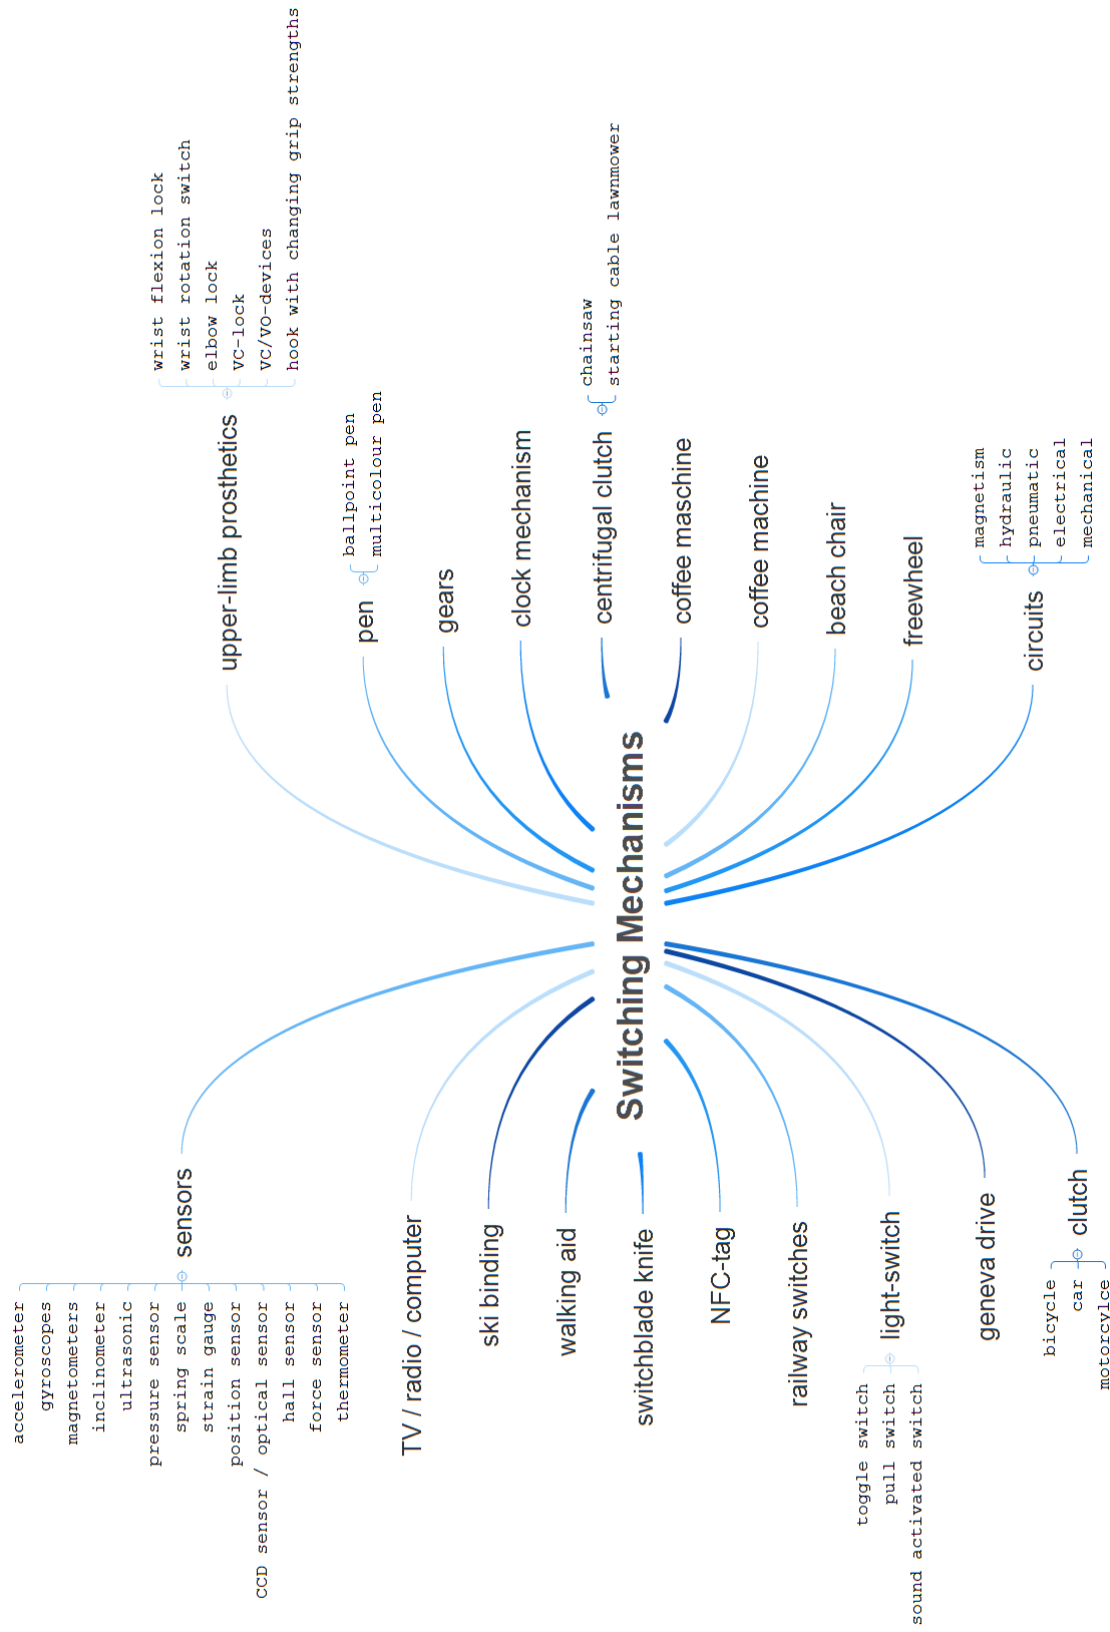 Switching Mechanisms
upper-limb prosthetics
wrist flexion lock
wrist rotation switch
elbow lock
VC-lock
VC/VO-devices
hook with changing grip strengths
pen
ballpoint pen
multicolour pen
gears
clock mechanism
centrifugal clutch
chainsaw
starting cable lawnmower
coffee maschine
coffee machine
beach chair
freewheel
circuits
magnetism
hydraulic
pneumatic
electrical
mechanical
sensors
accelerometer
gyroscopes
magnetometers
inclinometer
ultrasonic
pressure sensor
spring scale
strain gauge
position sensor
CCD sensor / optical sensor
hall sensor
force sensor
thermometer
TV / radio / computer
ski binding
walking aid
switchblade knife
NFC-tag
railway switches
light-switch
toggle switch
pull switch
sound activated switch
geneva drive
clutch
bicycle
car
motorcylce